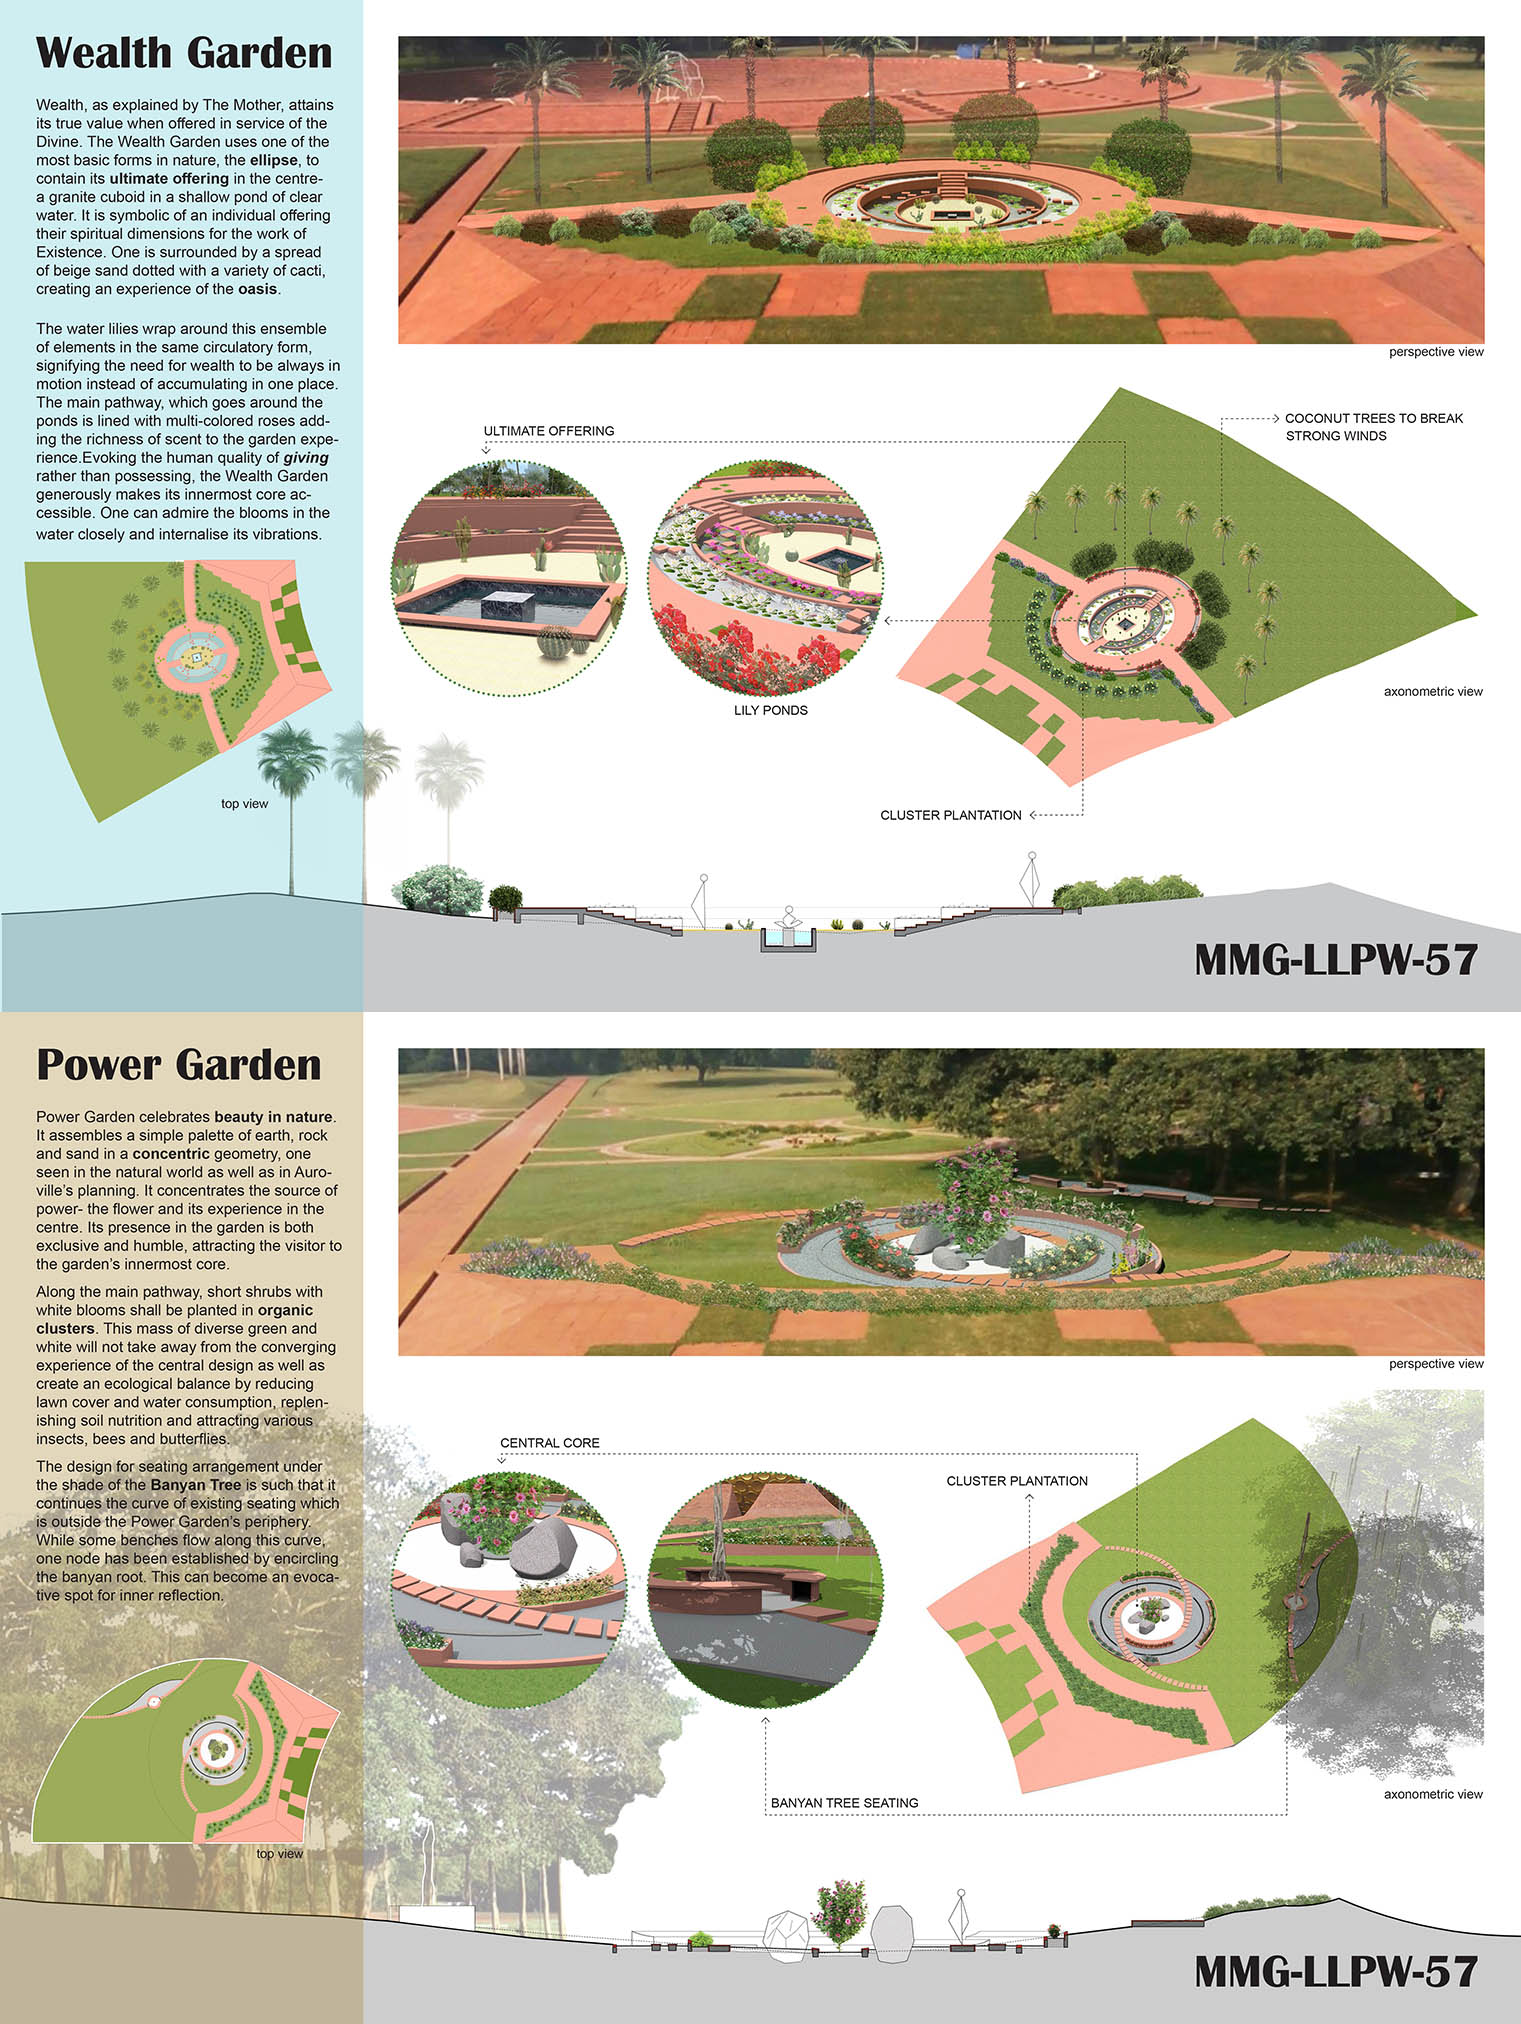 Wealth Garden
Wealth, as explained by The Mother, attains
its true value when offered in service of the
Divine. The Wealth Garden uses one of the
most basic forms in nature, the ellipse, to
contain its ultimate offering in the centre-
a granite cuboid in a shallow pond of clear
water. It is symbolic of an individual offering
their spiritual dimensions for the work of
Existence. One is surrounded by a spread
of beige sand dotted with a variety of cacti,
creating an experience of the oasis.
The water lilies wrap around this ensemble
of elements in the same circulatory form,
signifying the need for wealth to be always in
motion instead of accumulating in one place.
The main pathway, which goes around the
ponds is lined with multi-colored roses add-
ing the richness of scent to the garden expe-
rience.Evoking the human quality of giving
rather than possessing, the Wealth Garden
generously makes its innermost core ac-
cessible. One can admire the blooms in the
water closely and internalise its vibrations.
top view
perspective view
ULTIMATE OFFERING
LILY PONDS
COCONUT TREES TO BREAK
STRONG WINDS
axonometric view
CLUSTER PLANTATION
MMG-LLPW-57
Power Garden
Power Garden celebrates beauty in nature.
It assembles a simple palette of earth, rock
and sand in a concentric geometry, one
seen in the natural world as well as in Auro-
ville's planning. It concentrates the source of
power- the flower and its experience in the
centre. Its presence in the garden is both
exclusive and humble, attracting the visitor to
the garden's innermost core.
Along the main pathway, short shrubs with
white blooms shall be planted in organic
clusters. This mass of diverse green and
white will not take away from the converging
experience of the central design as well as
create an ecological balance by reducing
lawn cover and water consumption, replen-
ishing soil nutrition and attracting various
insects, bees and butterflies.
The design for seating arrangement under
the shade of the Banyan Tree is such that it
continues the curve of existing seating which
is outside the Power Garden's periphery.
While some benches flow along this curve,
one node has been established by encircling
the banyan root. This can become an evoca-
tive spot for inner reflection.
top view
perspective view
CENTRAL CORE
CLUSTER PLANTATION
BANYAN TREE SEATING
axonometric view
MMG-LLPW-57